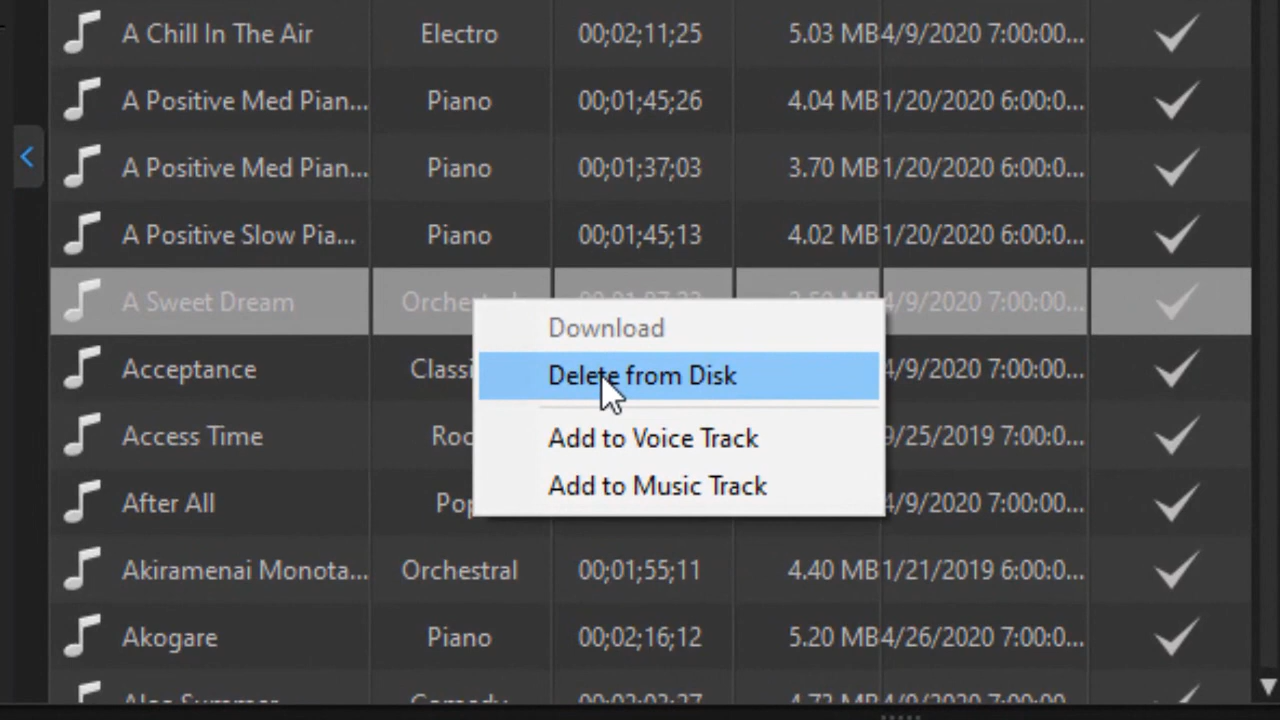 A Chill In The Air Electro 00;02;11;25 5.03 MB 4/9/2020 7:00:00...
A Positive Med Pian... Piano 00;01;45;26 4.04 MB 1/20/2020 6:00:0...
A Positive Med Pian... Piano 00;01;37;03 3.70 MB 1/20/2020 6:00:0...
A Positive Slow Pia... Piano 00;01;45;13 4.02 MB 1/20/2020 6:00:0...
A Sweet Dream 4/9/2020 7:00:00...
Download
Acceptance /9/2020 7:00:00...
Delete from Disk
Access Time 9/25/2019 7:00:0...
Add to Voice Track
Add to Music Track
After All /9/2020 7:00:00...
Akiramenai Monota... Orchestral 00;01;55;11 4.40 MB 1/21/2019 6:00:0...
Akogare Piano 00;02;16;12 5.20 MB 4/26/2020 7:00:0...